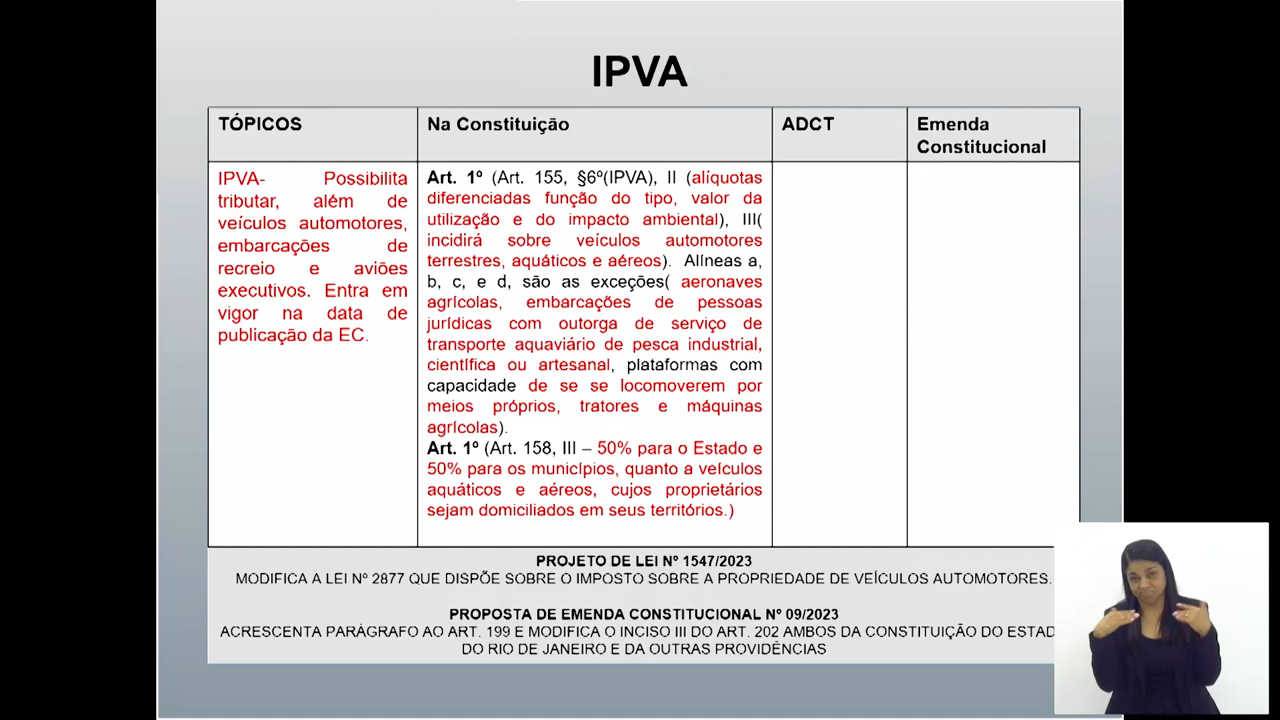 IPVA
TÓPICOS
Na Constituição
ADCT
Emenda
Constitucional
IPVA- Possibilita
tributar, além de
veículos automotores,
embarcações de
recreio e aviões
executivos. Entra em
vigor na data de
publicação da EC.
Art. 1º (Art. 155, §6º(IPVA), II (alíquotas
diferenciadas função do tipo, valor da
utilização e do impacto ambiental), III(
incidirá sobre veículos automotores
terrestres, aquáticos e aéreos). Alíneas a,
b, c, e d, são as exceções( aeronaves
agrícolas, embarcações de pessoas
jurídicas com outorga de serviço de
transporte aquaviário de pesca industrial,
científica ou artesanal, plataformas com
capacidade de se se locomoverem por
meios próprios, tratores e máquinas
agrícolas).
Art. 1º (Art. 158, III – 50% para o Estado e
50% para os municípios, quanto a veículos
aquáticos e aéreos, cujos proprietários
sejam domiciliados em seus territórios.)
PROJETO DE LEI Nº 1547/2023
MODIFICA A LEI Nº 2877 QUE DISPÕE SOBRE O IMPOSTO SOBRE A PROPRIEDADE DE VEÍCULOS AUTOMOTORES.
PROPOSTA DE EMENDA CONSTITUCIONAL Nº 09/2023
ACRESCENTA PARÁGRAFO AO ART. 199 E MODIFICA O INCISO III DO ART. 202 AMBOS DA CONSTITUIÇÃO DO ESTAD
DO RIO DE JANEIRO E DA OUTRAS PROVIDÊNCIAS